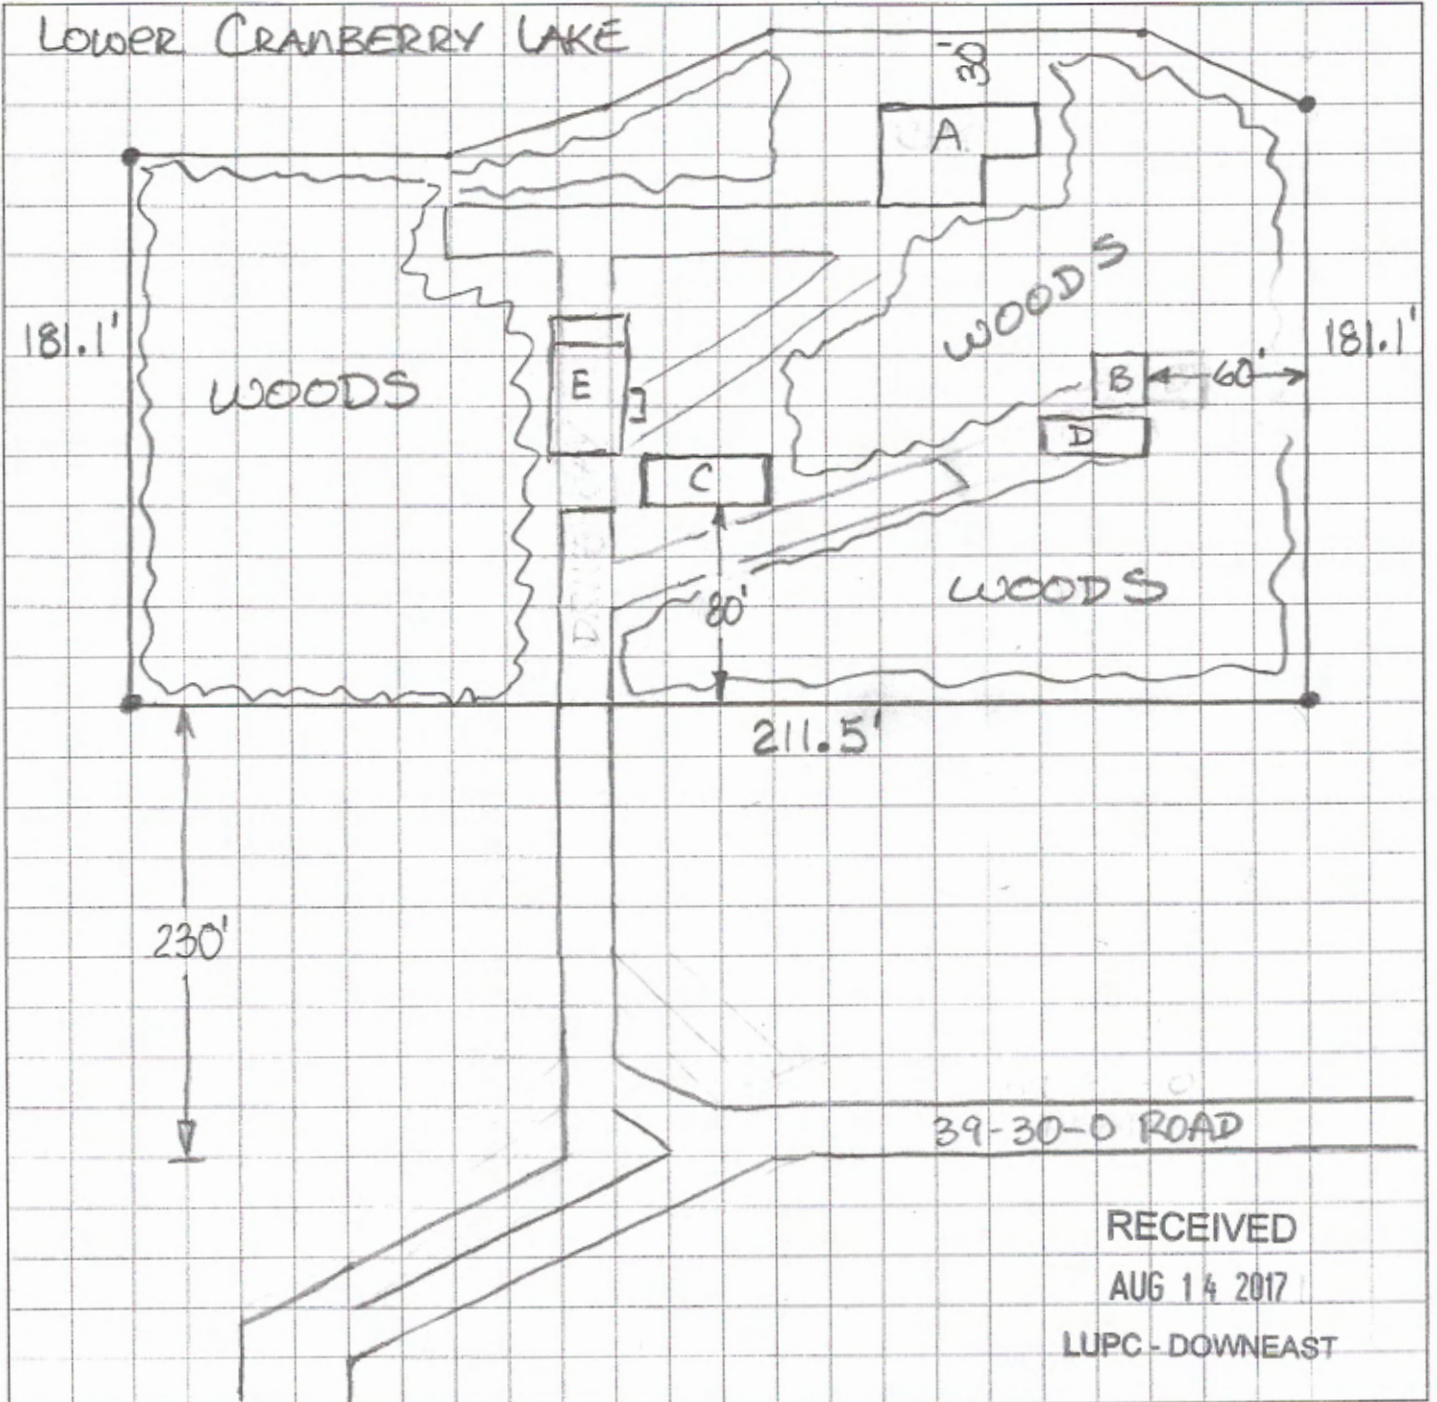 LOWER CRANBERRY LAKE
30'
A
WOODS
181.1'
181.1'
E
B
60'
WOODS
D
C
80'
WOODS
211.5'
230'
39-30-0 ROAD
RECEIVED
AUG 14 2017
LUPC - DOWNEAST